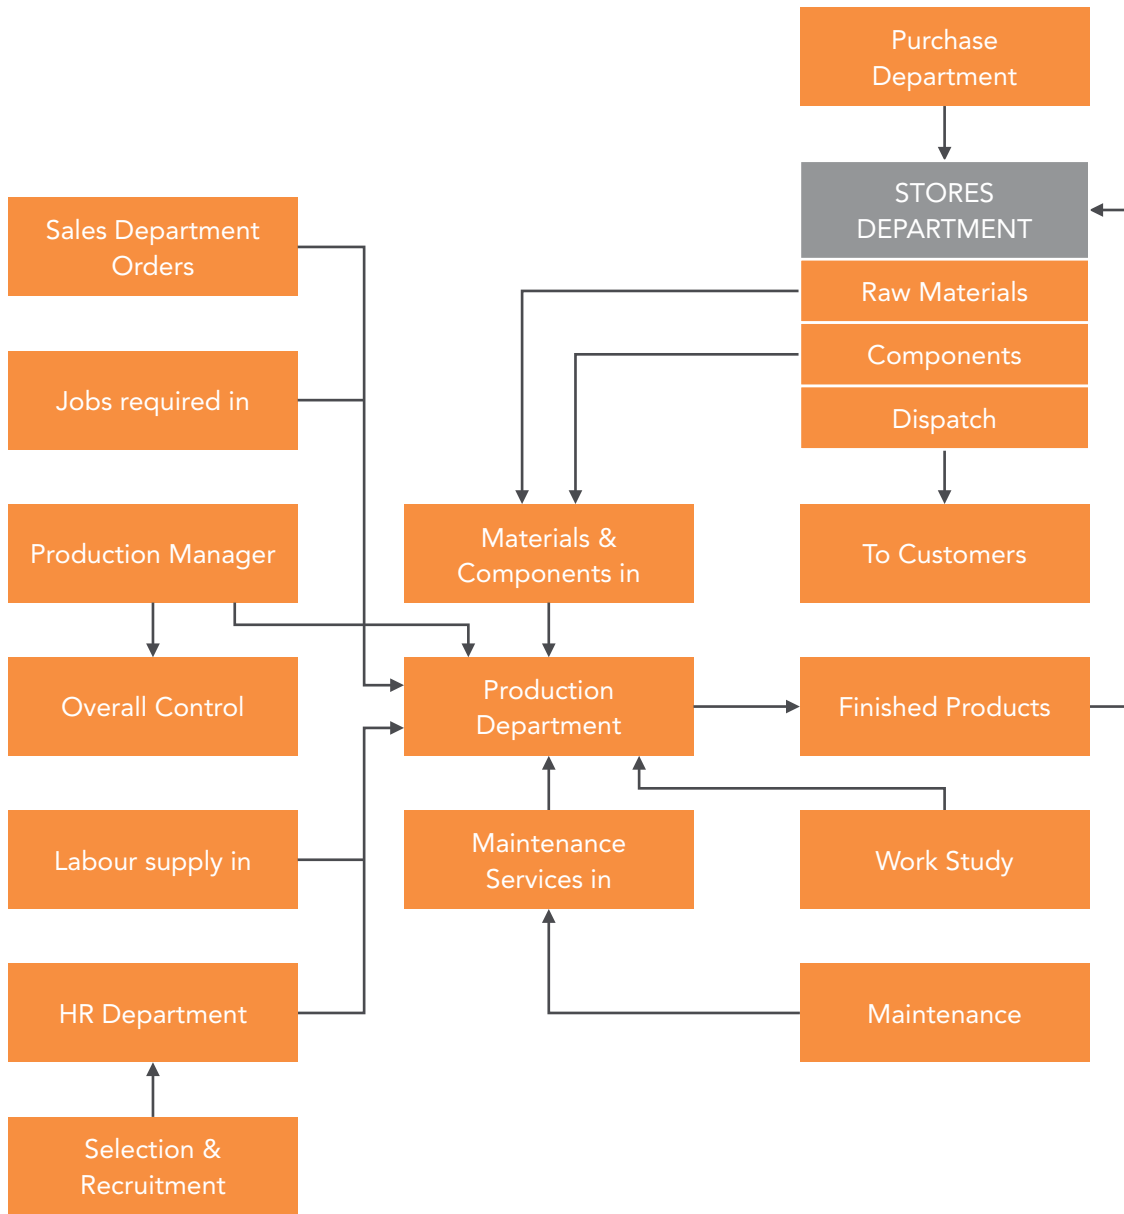 Purchase
Department
STORES
DEPARTMENT
Raw Materials
Components
Dispatch
Sales Department
Orders
Jobs required in
Production Manager
Materials &
Components in
To Customers
Overall Control
Production
Department
Finished Products
Labour supply in
Maintenance
Services in
Work Study
HR Department
Maintenance
Selection &
Recruitment